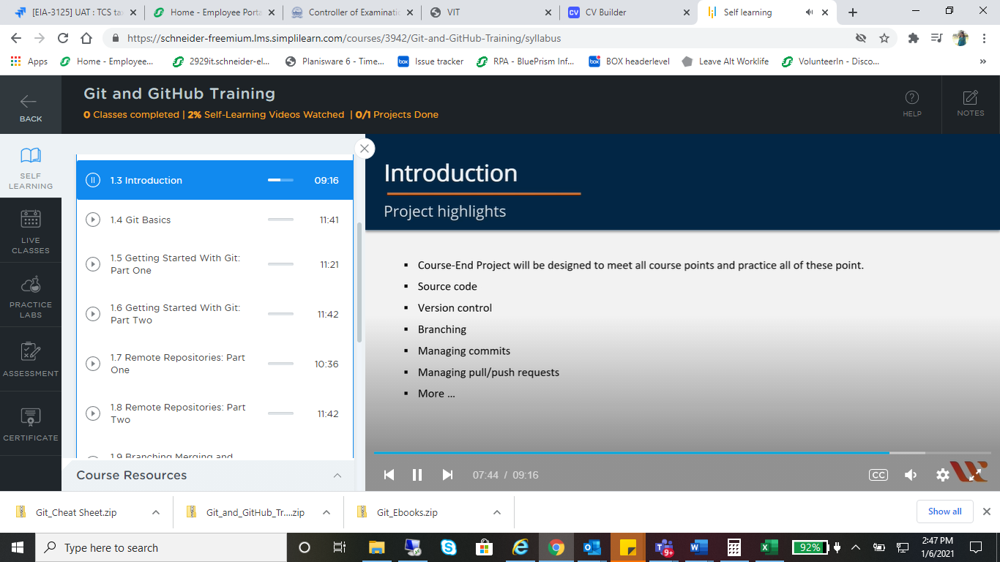 [EIA-3125] UAT : TCS ta
Home - Employee Porta
Controller of Examinatio
VIT
CV Builder
Self learning
https://schneider-freemium.lms.simplilearn.com/courses/3942/Git-and-GitHub-Training/syllabus
Apps
Home - Employee...
2929it.schneider-el...
Planisware 6 - Time...
box
Issue tracker
RPA - BluePrism Inf...
box
BOX headerlevel
Leave Alt Worklife
VolunteerIn - Disco...
»
BACK
Git and GitHub Training
0 Classes completed | 2% Self-Learning Videos Watched | 0/1 Projects Done
HELP
NOTES
SELF
LEARNING
LIVE
CLASSES
PRACTICE
LABS
ASSESSMENT
CERTIFICATE
1.3 Introduction 09:16
1.4 Git Basics 11:41
1.5 Getting Started With Git:
Part One 11:21
1.6 Getting Started With Git:
Part Two 11:42
1.7 Remote Repositories: Part
One 10:36
1.8 Remote Repositories: Part
Two 11:42
1.9 Branching Merging and
Course Resources
Introduction
Project highlights
▪ Course-End Project will be designed to meet all course points and practice all of these point.
▪ Source code
▪ Version control
▪ Branching
▪ Managing commits
▪ Managing pull/push requests
▪ More ...
07:44 / 09:16
CC
Git_Cheat Sheet.zip
Git_and_GitHub_Tr....zip
Git_Ebooks.zip
Show all
Type here to search
9+
92%
2:47 PM
1/6/2021